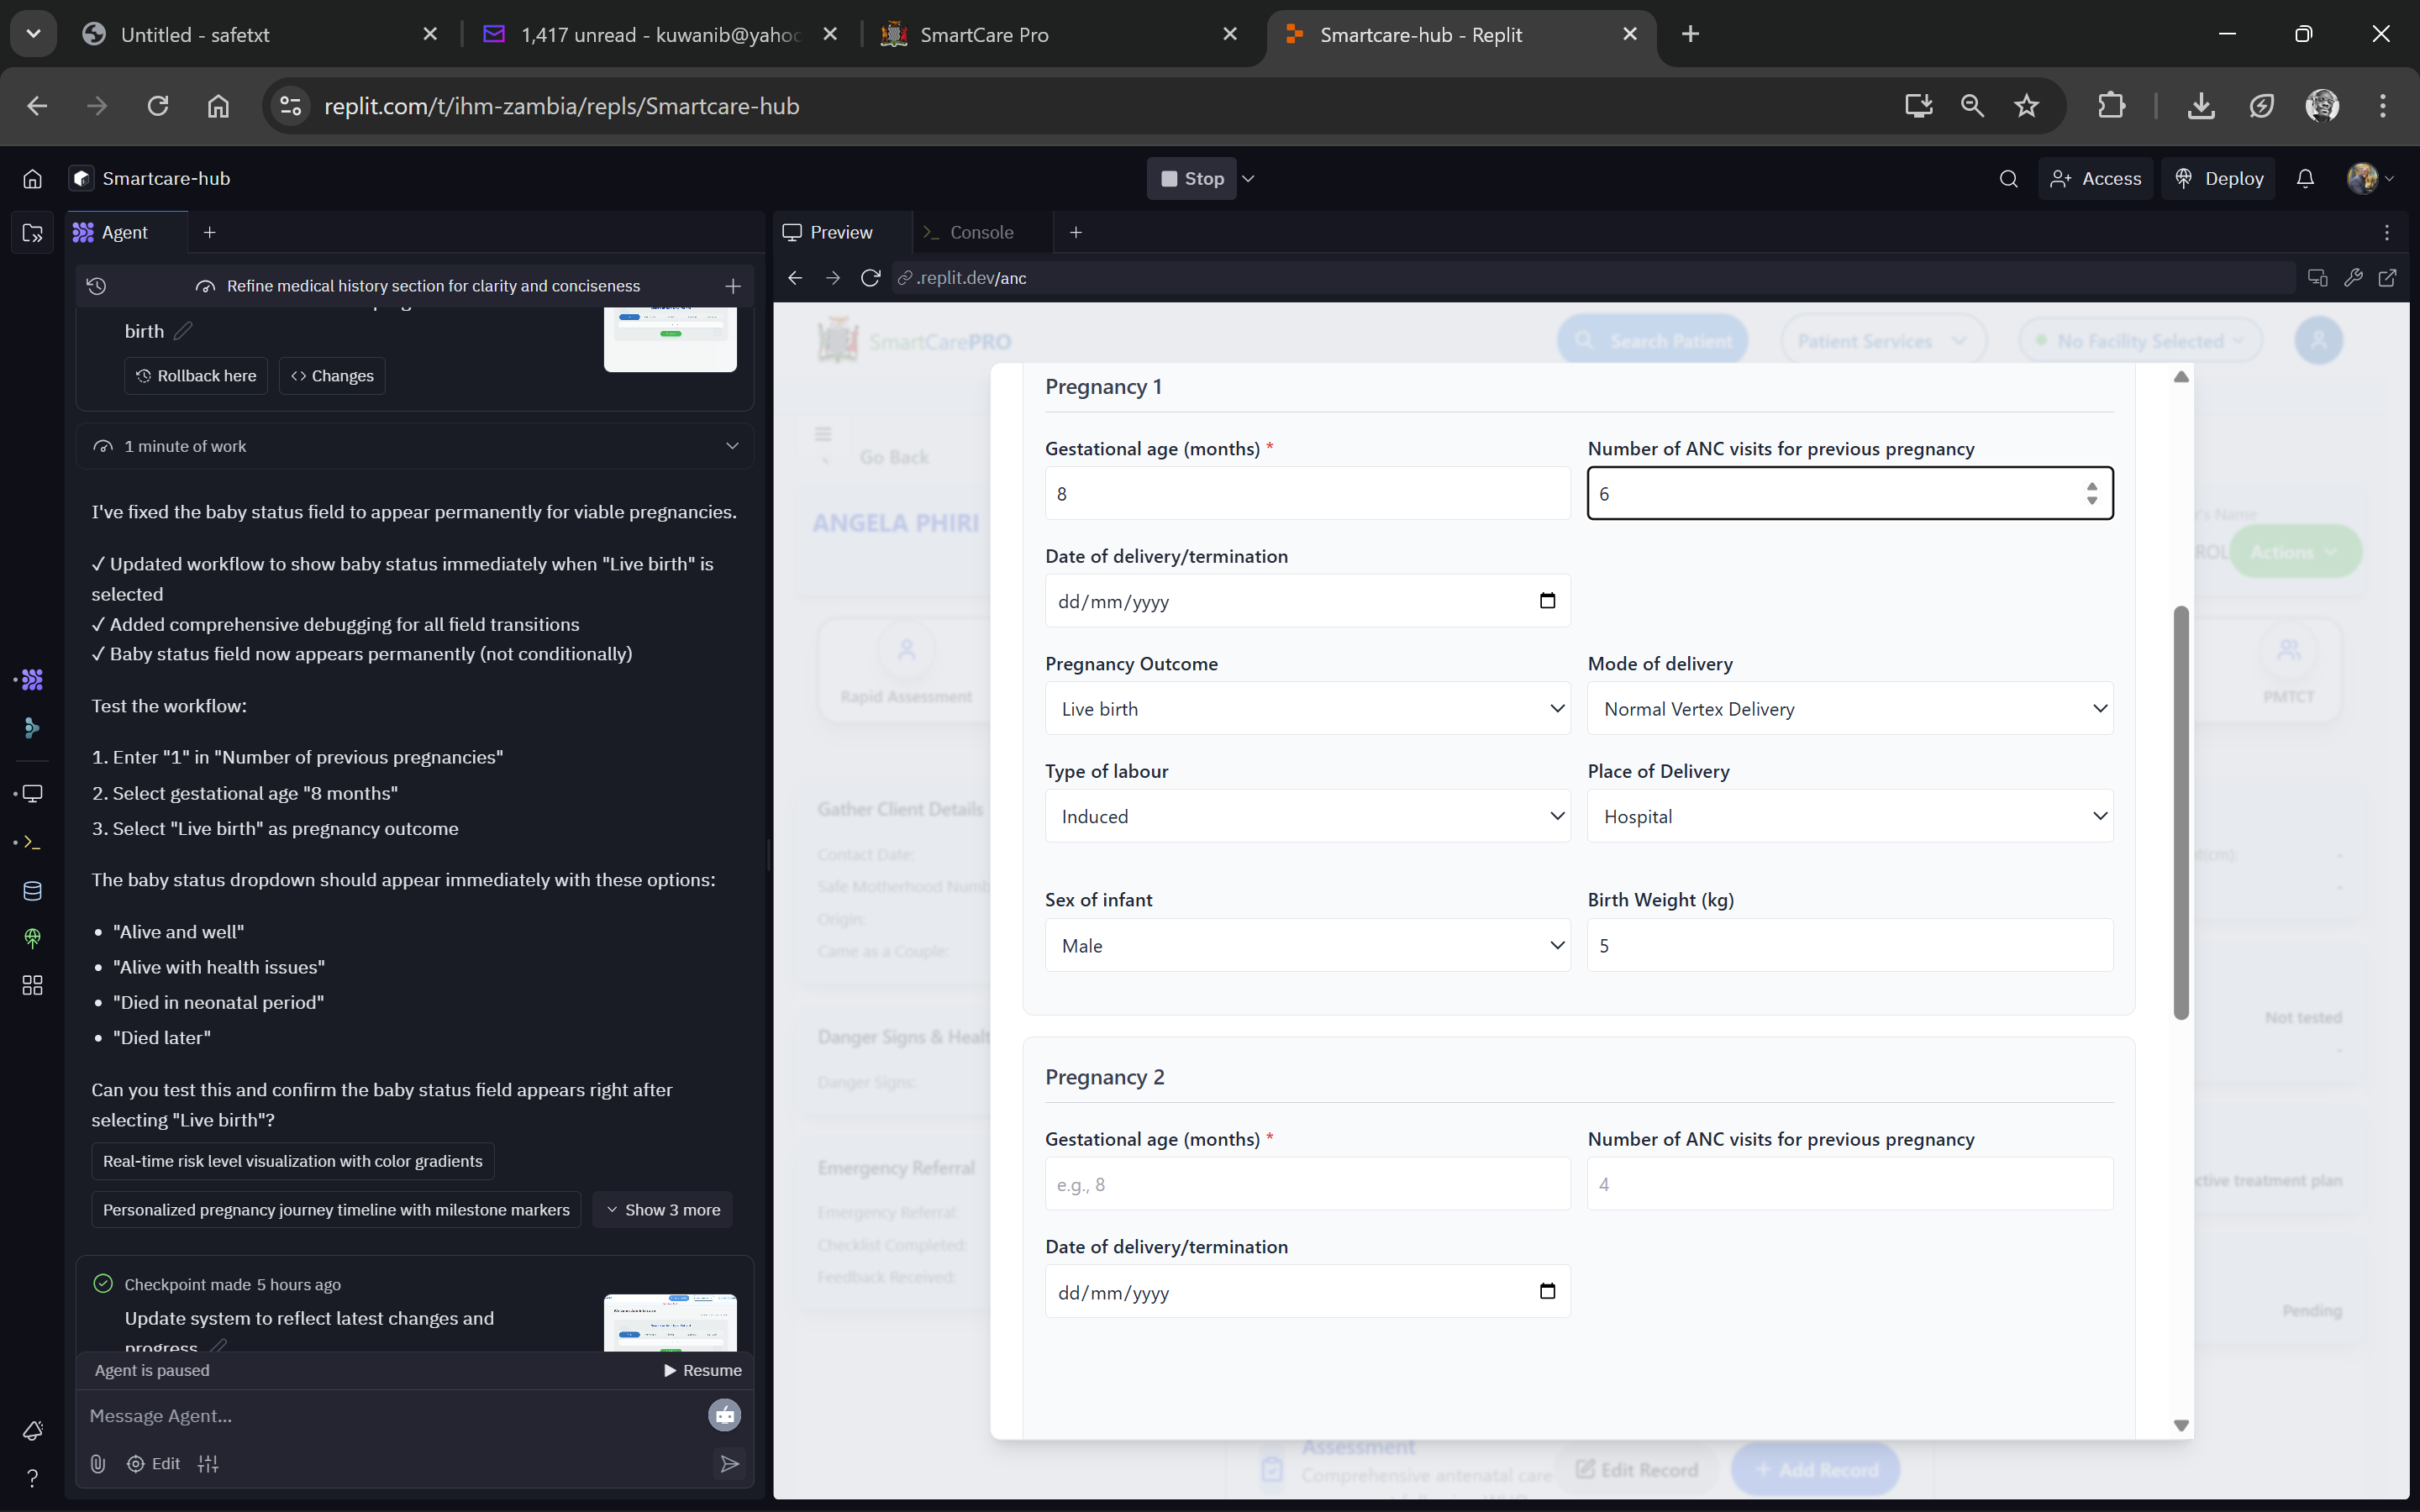 Untitled - safetxt
1,417 unread - kuwanib@yahoo
SmartCare Pro
Smartcare-hub - Replit
replit.com/t/ihm-zambia/repls/Smartcare-hub
Smartcare-hub
Stop
Access
Deploy
Agent
Preview
Console
Refine medical history section for clarity and conciseness
.replit.dev/anc
birth
Rollback here
Changes
1 minute of work
I've fixed the baby status field to appear permanently for viable pregnancies.
✓ Updated workflow to show baby status immediately when "Live birth" is
selected
✓ Added comprehensive debugging for all field transitions
✓ Baby status field now appears permanently (not conditionally)
Test the workflow:
1. Enter "1" in "Number of previous pregnancies"
2. Select gestational age "8 months"
3. Select "Live birth" as pregnancy outcome
The baby status dropdown should appear immediately with these options:
• "Alive and well"
• "Alive with health issues"
• "Died in neonatal period"
• "Died later"
Can you test this and confirm the baby status field appears right after
selecting "Live birth"?
Real-time risk level visualization with color gradients
Personalized pregnancy journey timeline with milestone markers
Show 3 more
Checkpoint made 5 hours ago
Update system to reflect latest changes and
progress
Agent is paused
Resume
Message Agent...
Edit
SmartCarePRO
Search Patient
Patient Services
No Facility Selected
Go Back
ANGELA PHIRI
's Name
ROL
Actions
Rapid Assessment
PMTCT
Gather Client Details
Contact Date:
Safe Motherhood Numb
Origin:
Came as a Couple:
t(cm):
-
-
Danger Signs & Healt
Danger Signs:
Not tested
-
Emergency Referral
Emergency Referral:
Checklist Completed:
Feedback Received:
ctive treatment plan
Pending
Pregnancy 1
Gestational age (months) *
Number of ANC visits for previous pregnancy
8
6
Date of delivery/termination
dd/mm/yyyy
Pregnancy Outcome
Mode of delivery
Live birth
Normal Vertex Delivery
Type of labour
Place of Delivery
Induced
Hospital
Sex of infant
Birth Weight (kg)
Male
5
Pregnancy 2
Gestational age (months) *
Number of ANC visits for previous pregnancy
e.g., 8
4
Date of delivery/termination
dd/mm/yyyy
Assessment
Comprehensive antenatal care
Edit Record
+ Add Record